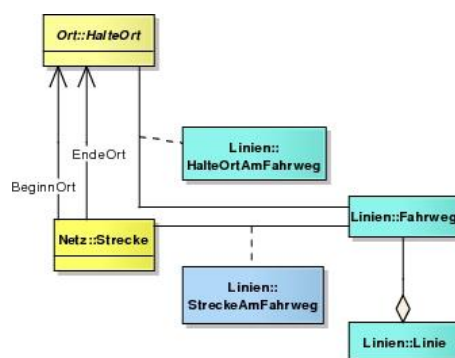 Ort::HalteOrt
Linien::
HalteOrtAmFahrweg
EndeOrt
BeginnOrt
Linien::Fahrweg
Netz::Strecke
Linien::
StreckeAmFahrweg
Linien::Linie